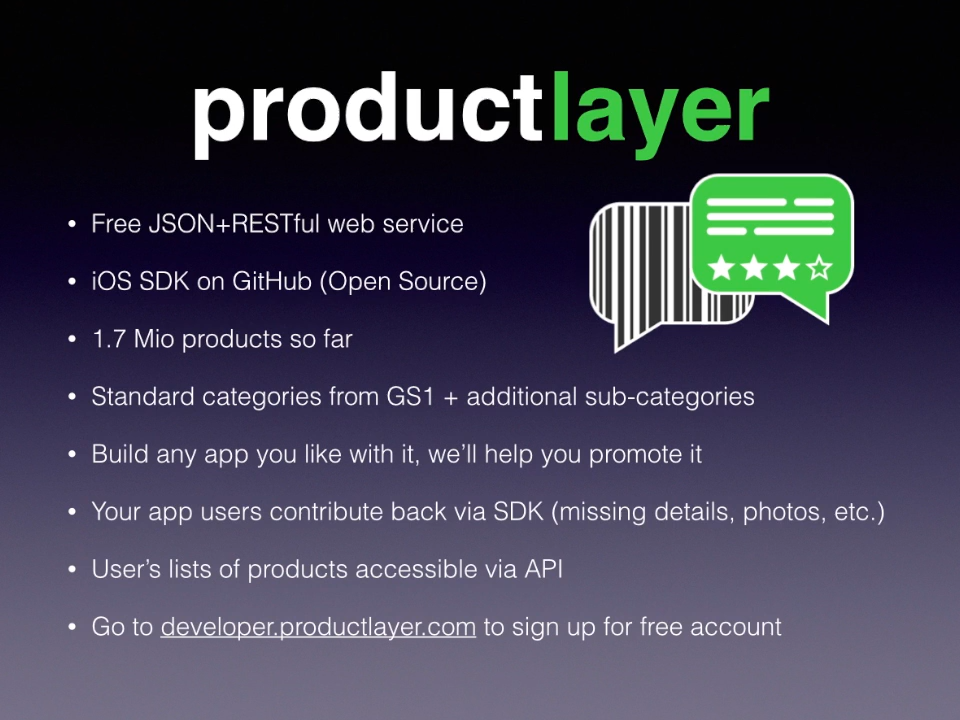 productlayer
• Free JSON+RESTful web service
• iOS SDK on GitHub (Open Source)
• 1.7 Mio products so far
• Standard categories from GS1 + additional sub-categories
• Build any app you like with it, we’ll help you promote it
• Your app users contribute back via SDK (missing details, photos, etc.)
• User’s lists of products accessible via API
• Go to developer.productlayer.com to sign up for free account